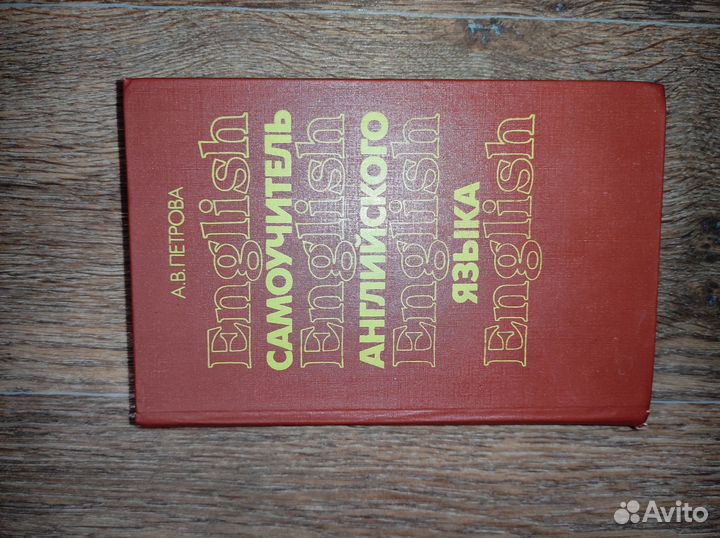 А.В.ПЕТРОВА
English
САМОУЧИТЕЛЬ
English
АНГЛИЙСКОГО
English
ЯЗЫКА
English
Avito